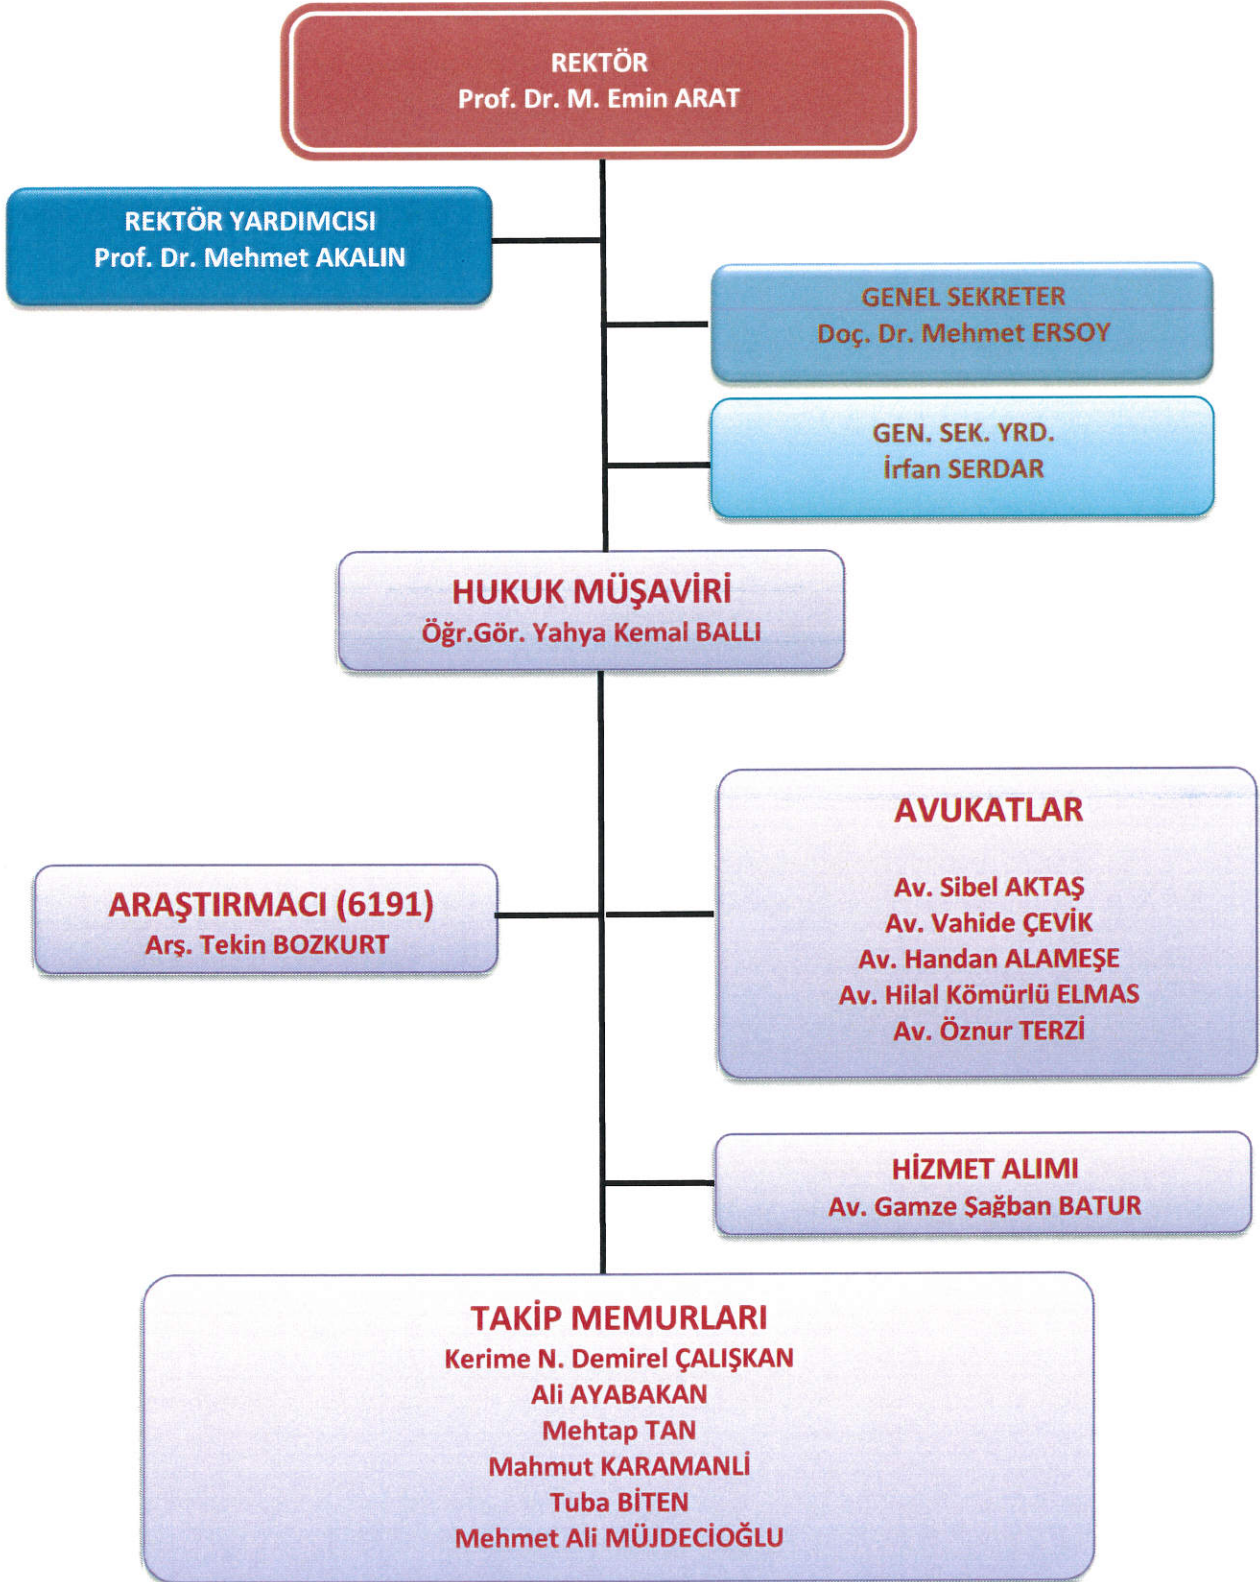 REKTÖR
Prof. Dr. M. Emin ARAT
REKTÖR YARDIMCISI
Prof. Dr. Mehmet AKALIN
GENEL SEKRETER
Doç. Dr. Mehmet ERSOY
GEN. SEK. YRD.
İrfan SERDAR
HUKUK MÜŞAVİRİ
Öğr.Gör. Yahya Kemal BALLI
AVUKATLAR
Av. Sibel AKTAŞ
Av. Vahide ÇEVİK
Av. Handan ALAMEŞE
Av. Hilal Kömürlü ELMAS
Av. Öznur TERZİ
ARAŞTIRMACI (6191)
Arş. Tekin BOZKURT
HİZMET ALIMI
Av. Gamze Şağban BATUR
TAKİP MEMURLARI
Kerime N. Demirel ÇALIŞKAN
Ali AYABAKAN
Mehtap TAN
Mahmut KARAMANLİ
Tuba BİTEN
Mehmet Ali MÜJDECİOĞLU